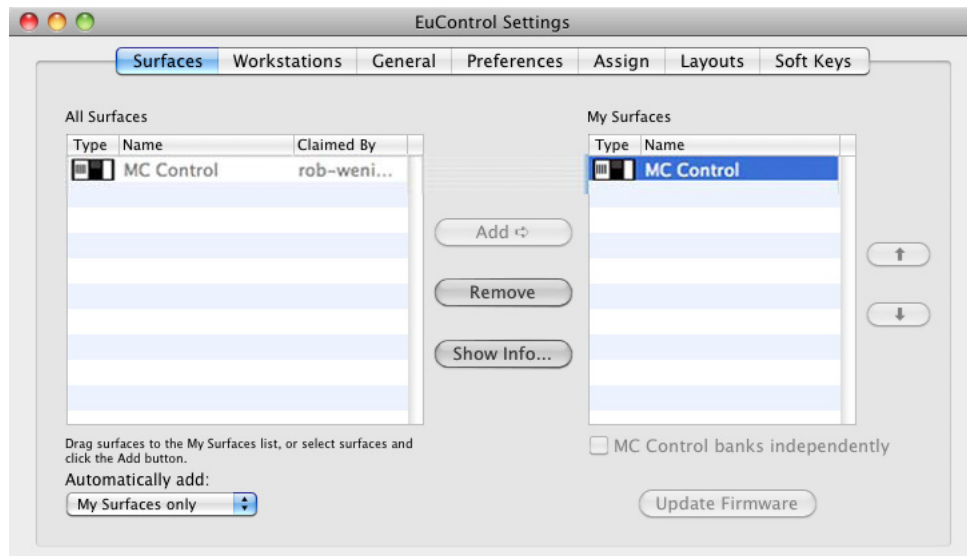 EuControl Settings
Surfaces Workstations General Preferences Assign Layouts Soft Keys
All Surfaces
Type Name Claimed By
MC Control rob-weni...
My Surfaces
Type Name
MC Control
Add
Remove
Show Info...
Drag surfaces to the My Surfaces list, or select surfaces and
click the Add button.
Automatically add:
My Surfaces only
MC Control banks independently
Update Firmware